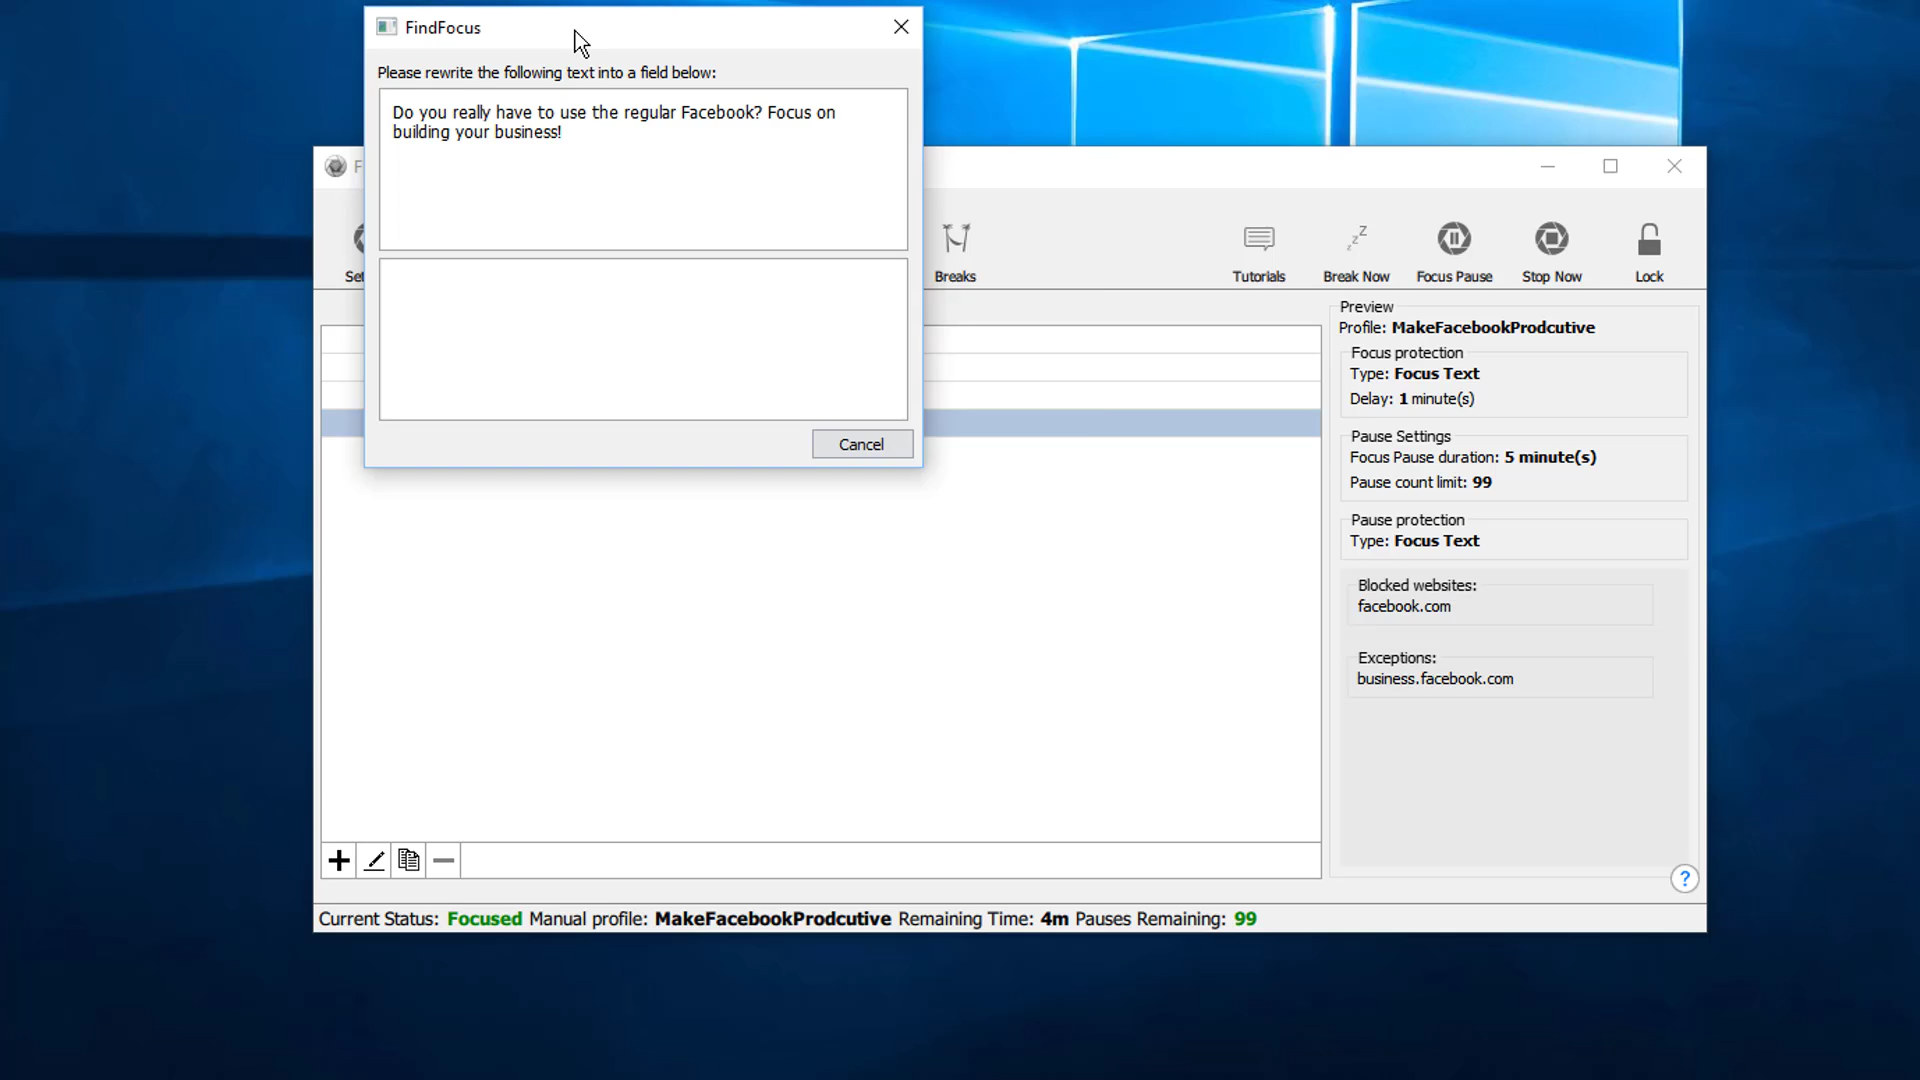 FindFocus
Please rewrite the following text into a field below:
Do you really have to use the regular Facebook? Focus on
building your business!
Cancel
F
Set
Breaks
Tutorials
Break Now
Focus Pause
Stop Now
Lock
Preview
Profile: MakeFacebookProdcutive
Focus protection
Type: Focus Text
Delay: 1 minute(s)
Pause Settings
Focus Pause duration: 5 minute(s)
Pause count limit: 99
Pause protection
Type: Focus Text
Blocked websites:
facebook.com
Exceptions:
business.facebook.com
?
Current Status: Focused Manual profile: MakeFacebookProdcutive Remaining Time: 4m Pauses Remaining: 99